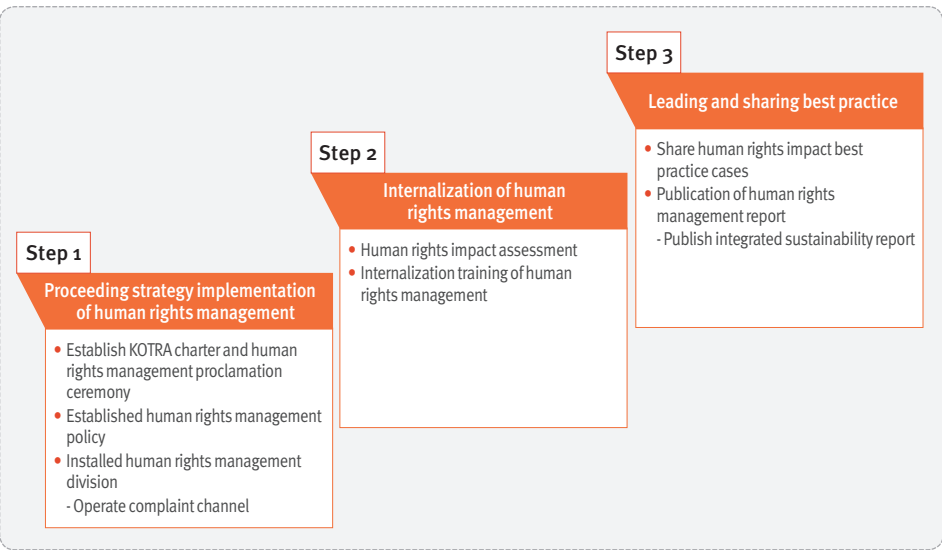 Step 1
Proceeding strategy implementation
of human rights management
• Establish KOTRA charter and human
rights management proclamation
ceremony
• Established human rights management
policy
• Installed human rights management
division
- Operate complaint channel
Step 2
Internalization of human
rights management
• Human rights impact assessment
• Internalization training of human
rights management
Step 3
Leading and sharing best practice
• Share human rights impact best
practice cases
• Publication of human rights
management report
- Publish integrated sustainability report